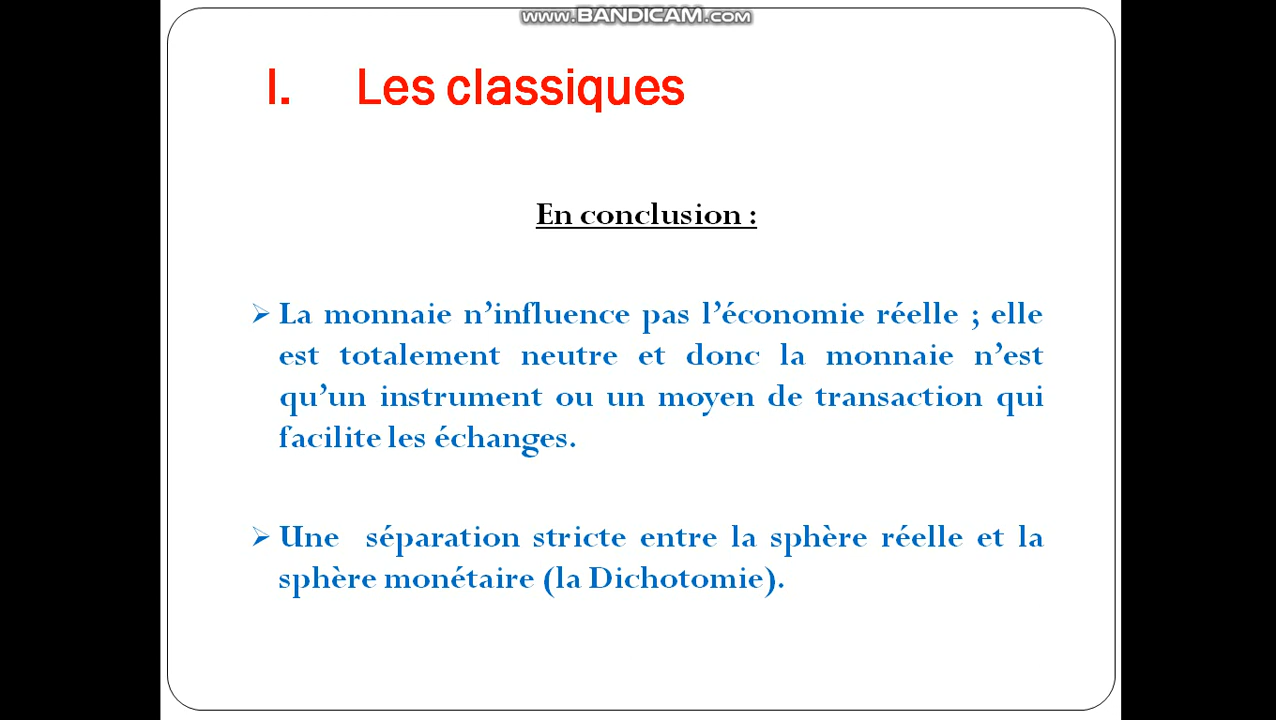 www.BANDICAM.com
I. Les classiques
En conclusion :
➢ La monnaie n’influence pas l’économie réelle ; elle
est totalement neutre et donc la monnaie n’est
qu’un instrument ou un moyen de transaction qui
facilite les échanges.
➢ Une séparation stricte entre la sphère réelle et la
sphère monétaire (la Dichotomie).